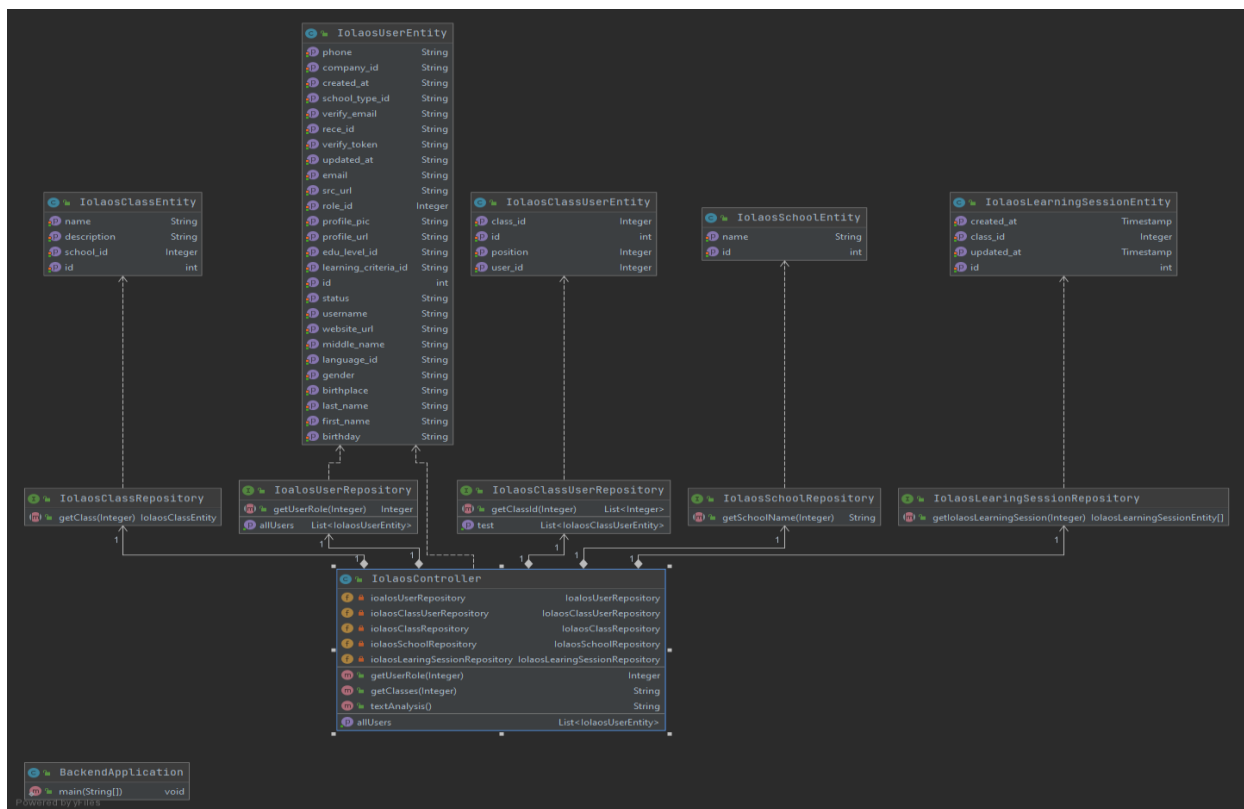 IolaosUserEntity
phone String
company_id String
created_at String
school_type_id String
verify_email String
rece_id String
verify_token String
updated_at String
email String
src_url String
role_id Integer
profile_pic String
profile_url String
edu_level_id String
learning_criteria_id String
id int
status String
username String
website_url String
middle_name String
language_id String
gender String
birthplace String
last_name String
first_name String
birthday String
IolaosClassEntity
name String
description String
school_id Integer
id int
IolaosClassUserEntity
class_id Integer
id int
position Integer
user_id Integer
IolaosSchoolEntity
name String
id int
IolaosLearningSessionEntity
created_at Timestamp
class_id Integer
updated_at Timestamp
id int
IolaosClassRepository
getClass(Integer) IolaosClassEntity
IoalosUserRepository
getUserRole(Integer) Integer
allUsers List<IolaosUserEntity>
IolaosClassUserRepository
getClassId(Integer) List<Integer>
test List<IolaosClassUserEntity>
IolaosSchoolRepository
getSchoolName(Integer) String
IolaosLearingSessionRepository
getIolaosLearningSession(Integer) IolaosLearningSessionEntity[]
1 1 1 1 1
1 1 1 1 1
IolaosController
ioalosUserRepository IoalosUserRepository
iolaosClassUserRepository IolaosClassUserRepository
iolaosClassRepository IolaosClassRepository
iolaosSchoolRepository IolaosSchoolRepository
iolaosLearingSessionRepository IolaosLearingSessionRepository
getUserRole(Integer) Integer
getClasses(Integer) String
textAnalysis() String
allUsers List<IolaosUserEntity>
BackendApplication
main(String[]) void
Powered by yFiles